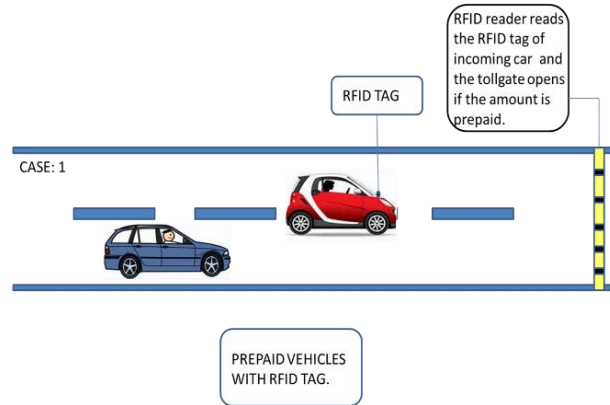 RFID reader reads
the RFID tag of
incoming car and
the tollgate opens
if the amount is
prepaid.
RFID TAG
CASE: 1
PREPAID VEHICLES
WITH RFID TAG.